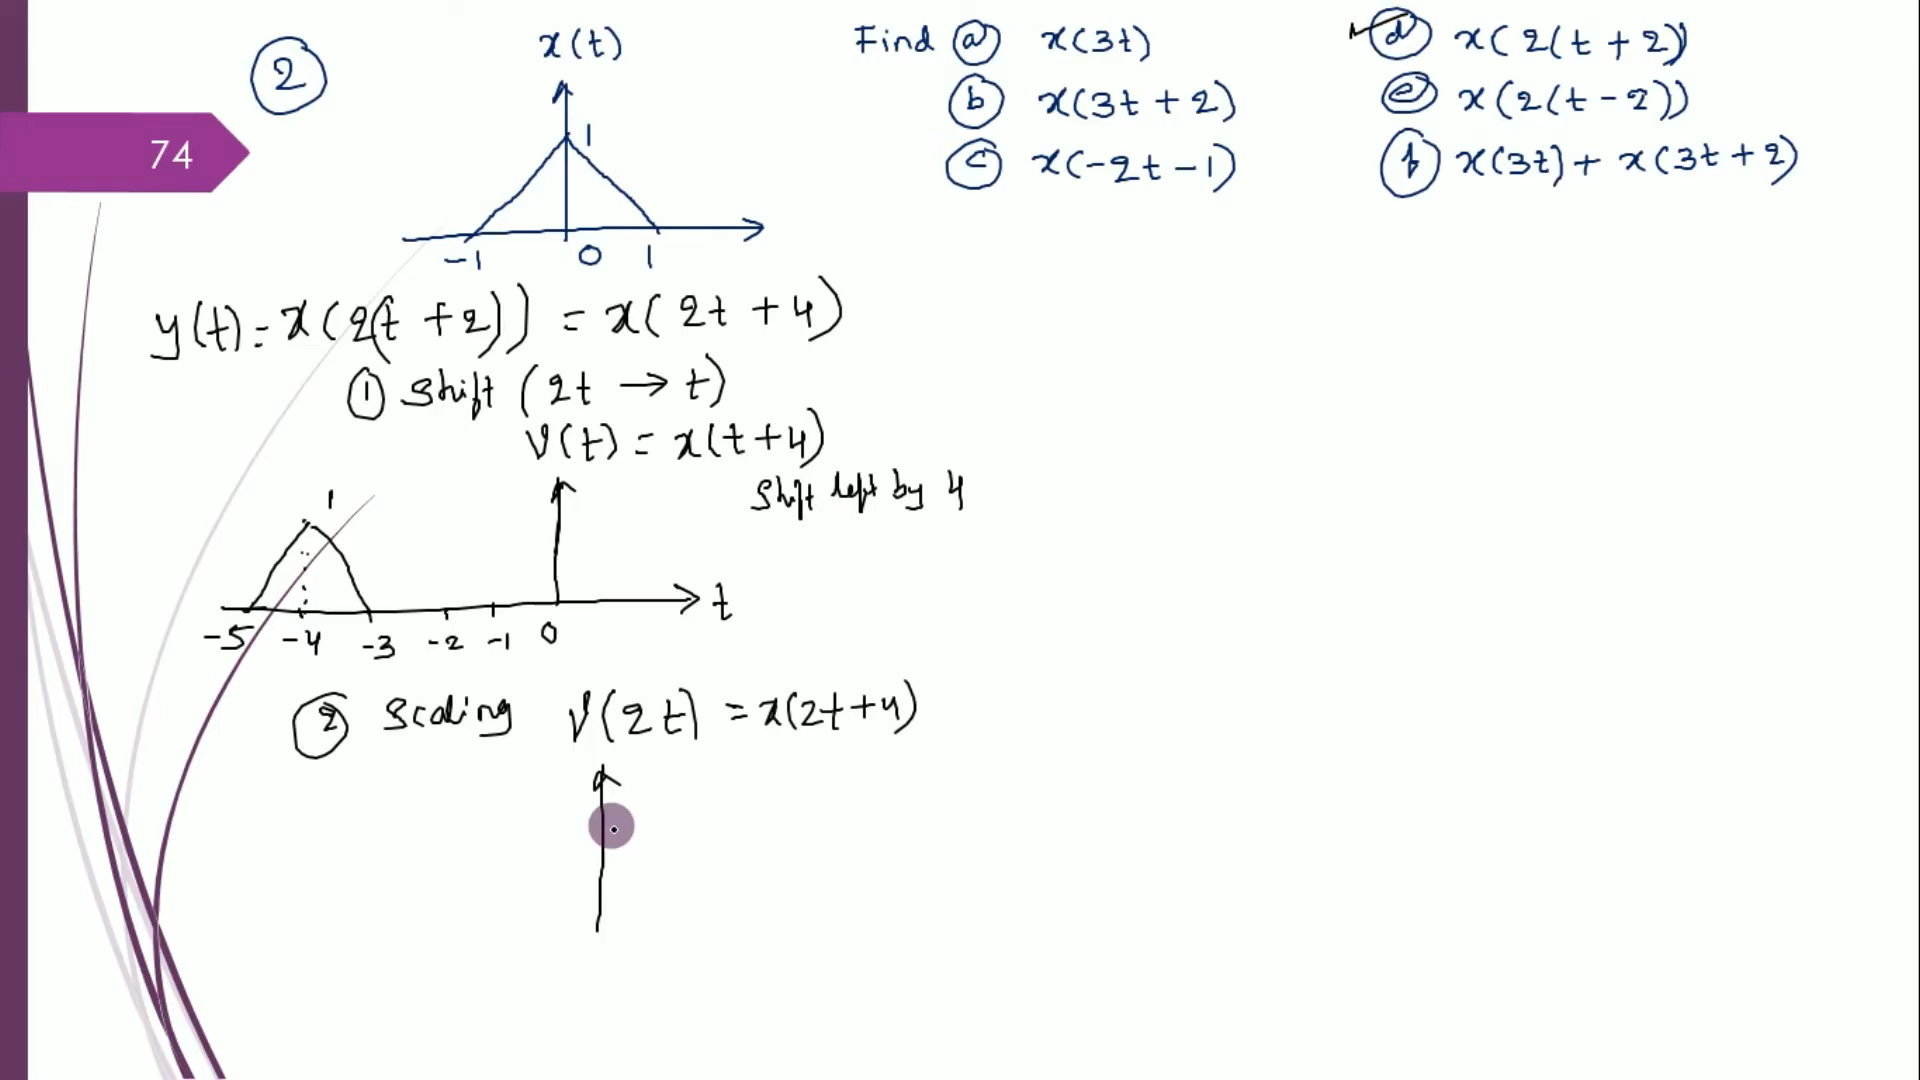 74
2
x(t)
1
-1 0 1
Find a x(3t)
b x(3t + 2)
c x(-2t - 1)
d x(2(t + 2))
e x(2(t - 2))
f x(3t) + x(3t + 2)
y(t) = x(2(t + 2)) = x(2t + 4)
1 Shift (2t → t)
V(t) = x(t + 4)
Shift left by 4
1
t
-5 -4 -3 -2 -1 0
2 Scaling V(2t) = x(2t + 4)